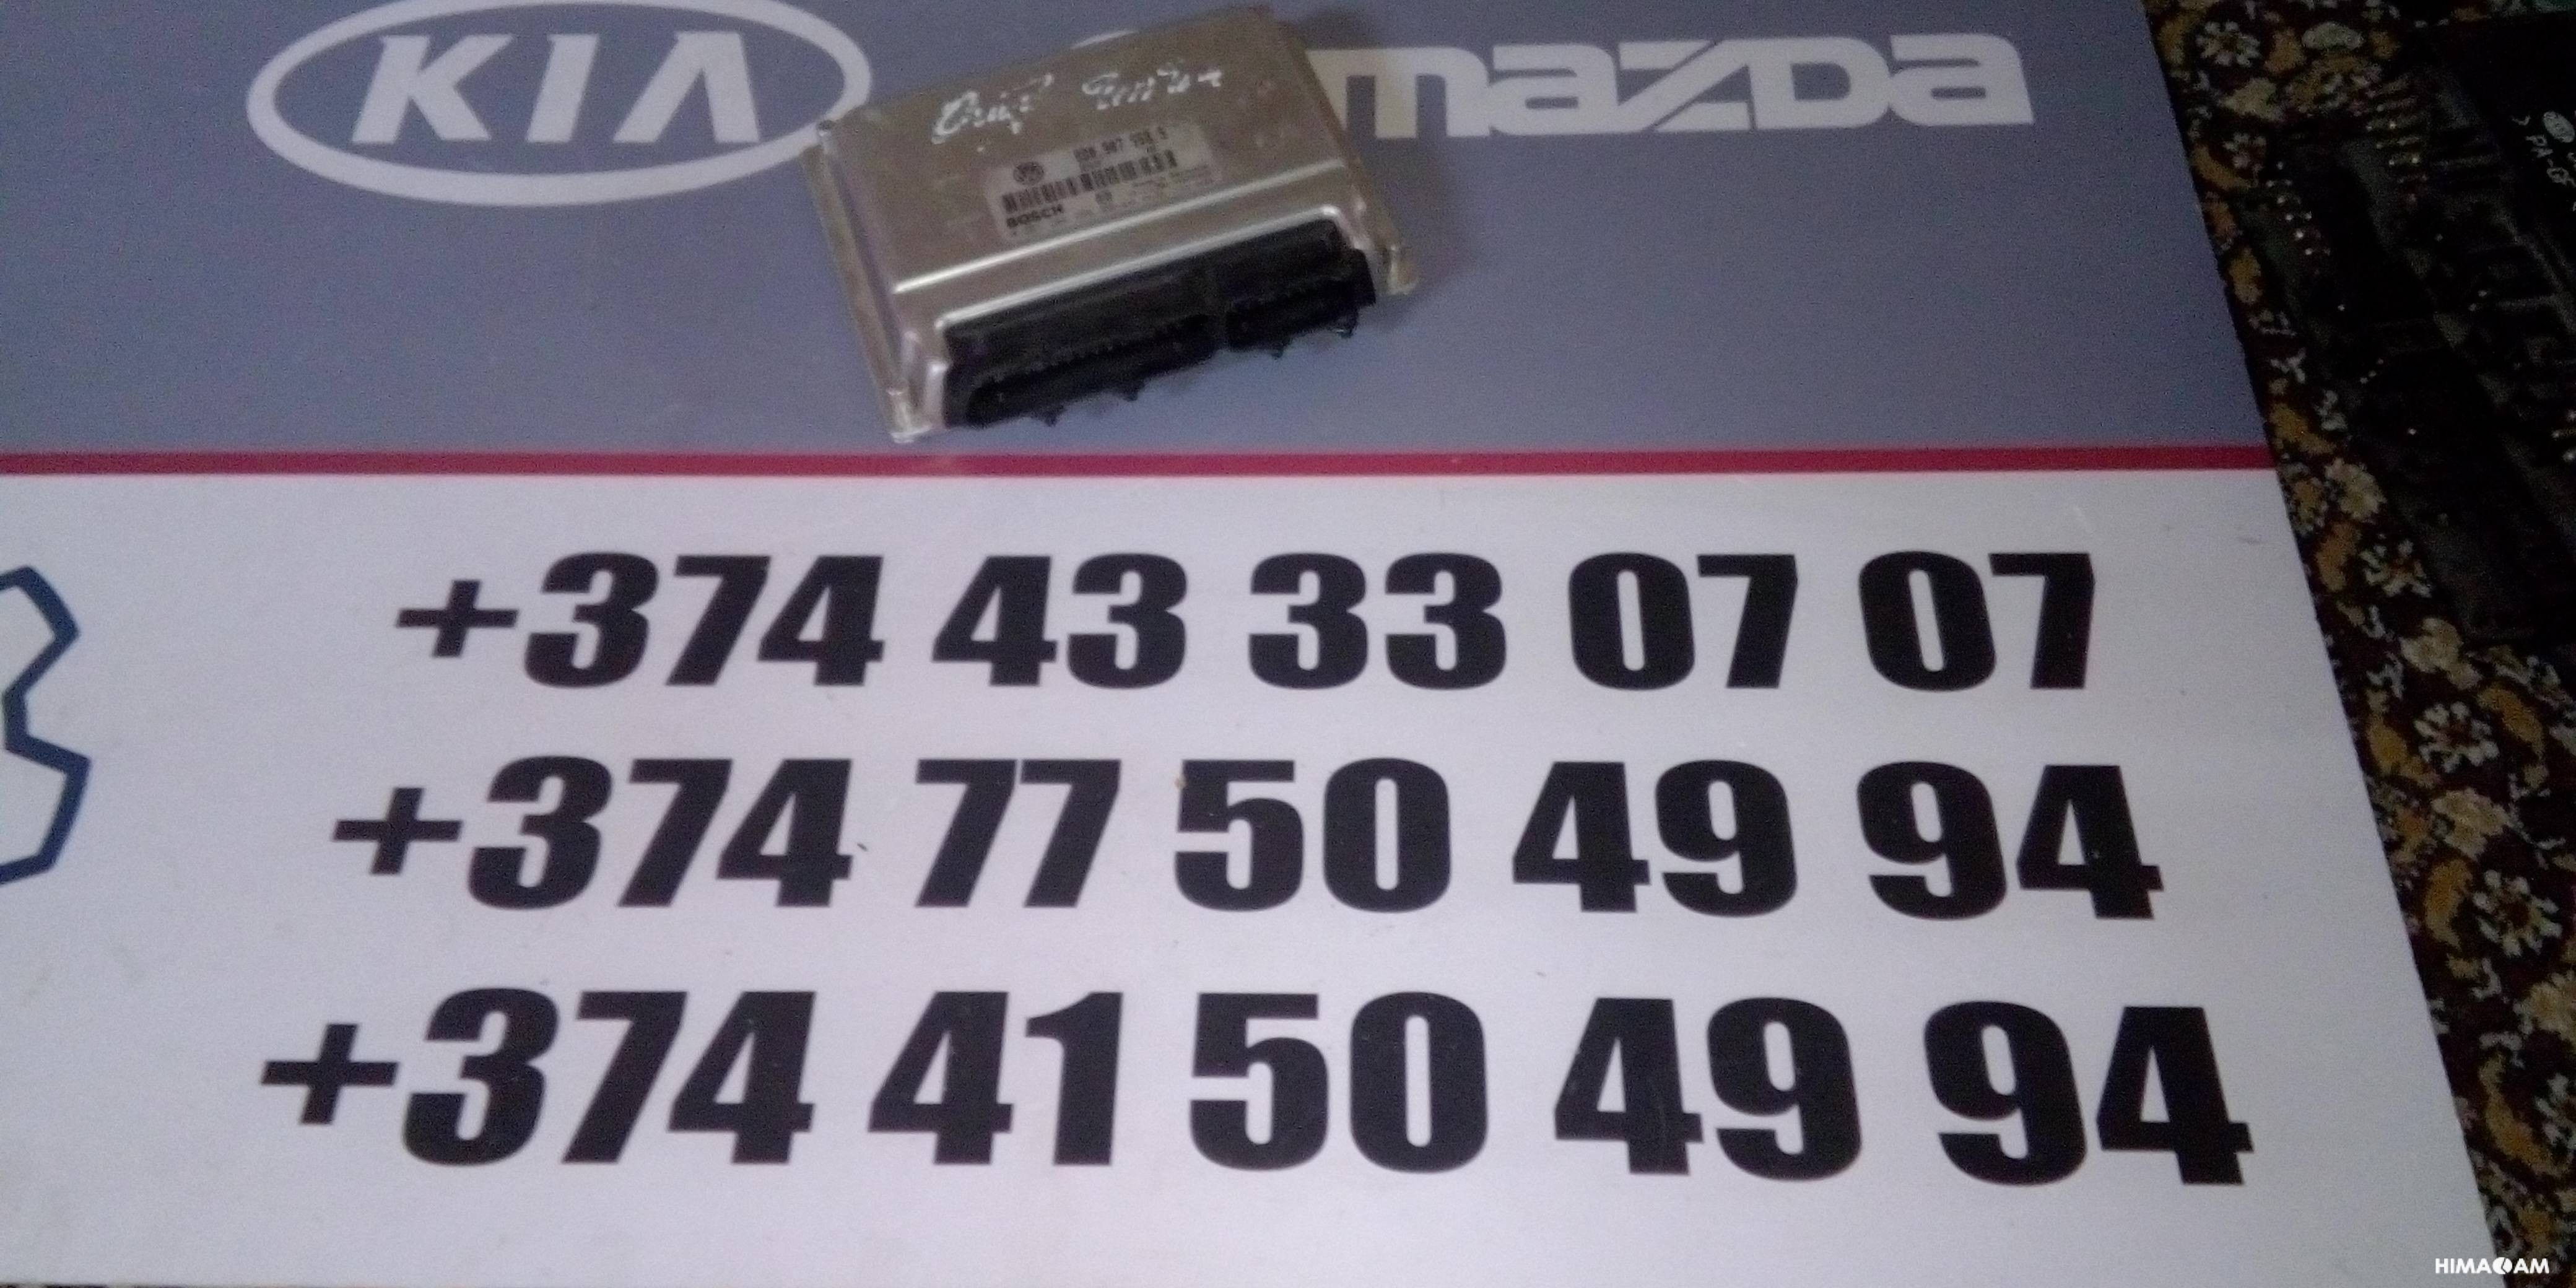 KIA
mazda
BOSCH
+374 43 33 07 07
+374 77 50 49 94
+374 41 50 49 94
HIMA AM